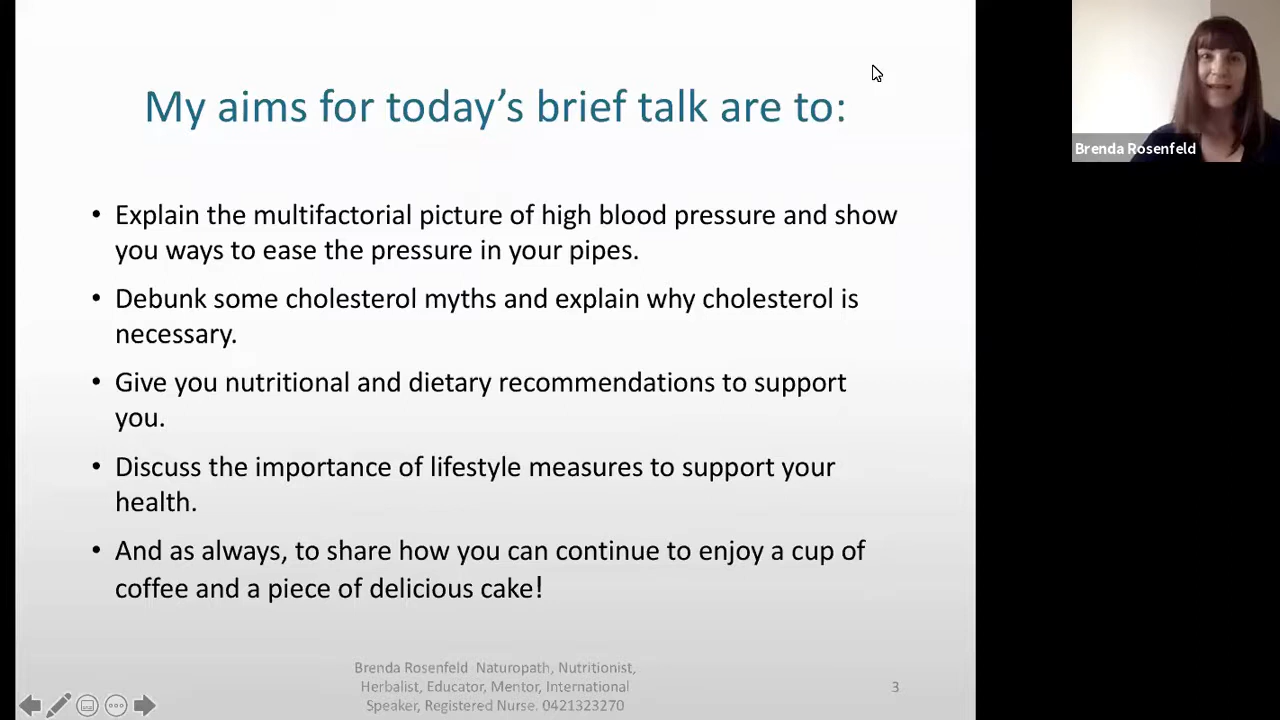 My aims for today's brief talk are to:
• Explain the multifactorial picture of high blood pressure and show
you ways to ease the pressure in your pipes.
• Debunk some cholesterol myths and explain why cholesterol is
necessary.
• Give you nutritional and dietary recommendations to support
you.
• Discuss the importance of lifestyle measures to support your
health.
• And as always, to share how you can continue to enjoy a cup of
coffee and a piece of delicious cake!
Brenda Rosenfeld Naturopath, Nutritionist,
Herbalist, Educator, Mentor, International
Speaker, Registered Nurse. 0421323270
3
Brenda Rosenfeld